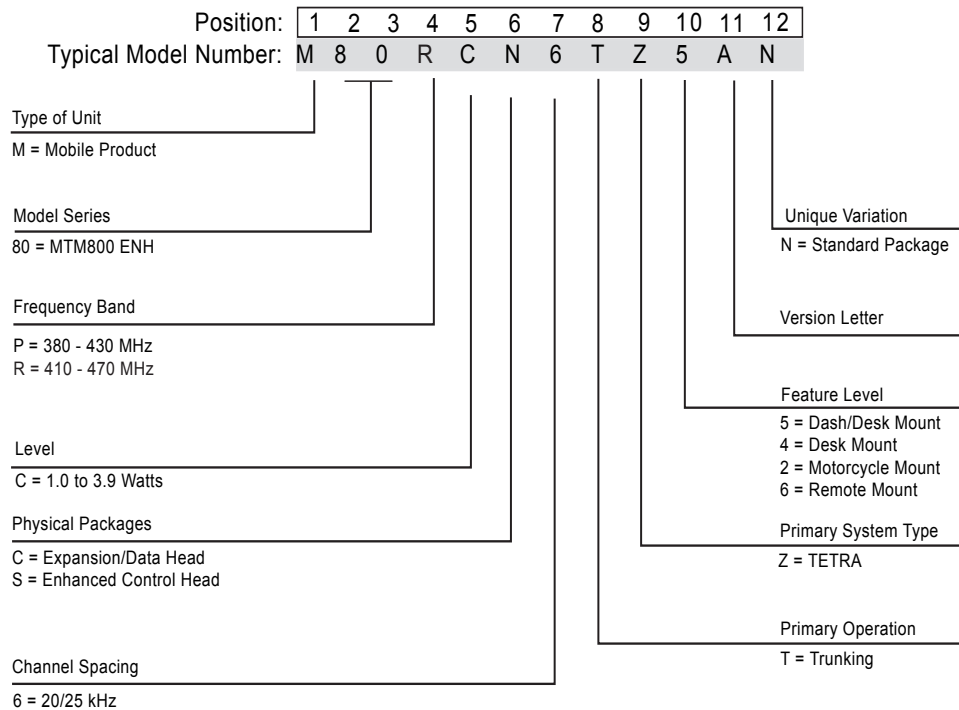 Position: 1 2 3 4 5 6 7 8 9 10 11 12
Typical Model Number: M 8 0 R C N 6 T Z 5 A N
Type of Unit
M = Mobile Product
Model Series
80 = MTM800 ENH
Frequency Band
P = 380 - 430 MHz
R = 410 - 470 MHz
Level
C = 1.0 to 3.9 Watts
Physical Packages
C = Expansion/Data Head
S = Enhanced Control Head
Channel Spacing
6 = 20/25 kHz
Unique Variation
N = Standard Package
Version Letter
Feature Level
5 = Dash/Desk Mount
4 = Desk Mount
2 = Motorcycle Mount
6 = Remote Mount
Primary System Type
Z = TETRA
Primary Operation
T = Trunking